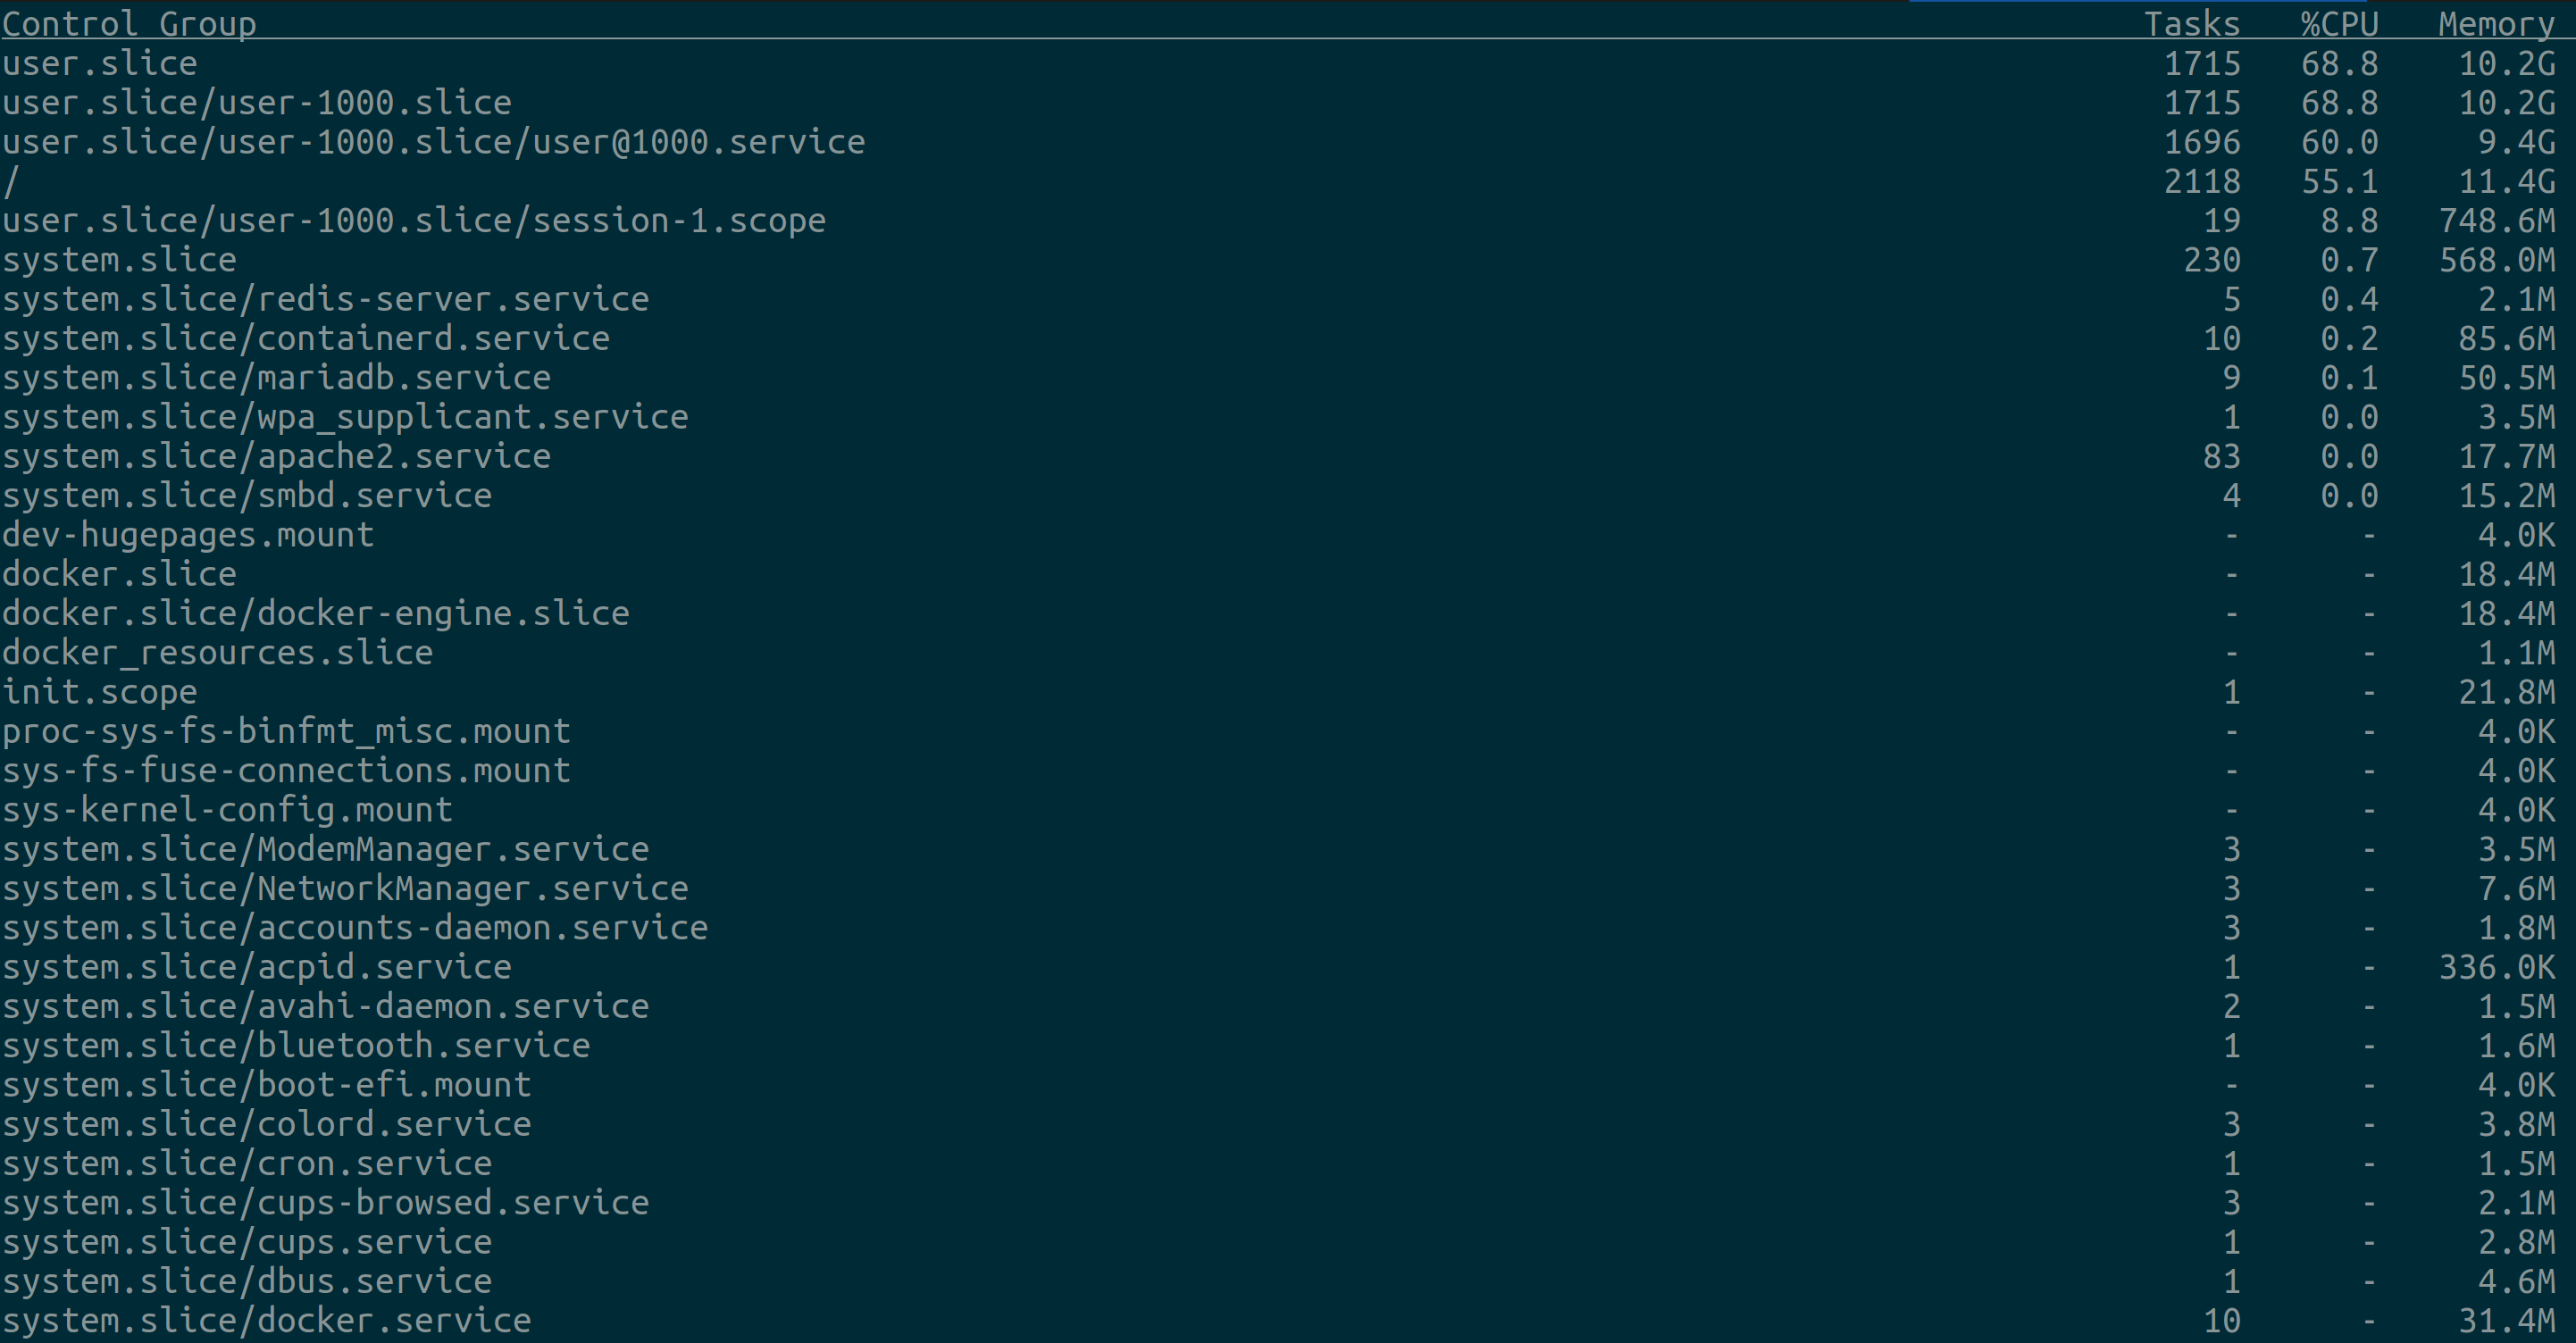 Control Group Tasks %CPU Memory
user.slice 1715 68.8 10.2G
user.slice/user-1000.slice 1715 68.8 10.2G
user.slice/user-1000.slice/user@1000.service 1696 60.0 9.4G
/ 2118 55.1 11.4G
user.slice/user-1000.slice/session-1.scope 19 8.8 748.6M
system.slice 230 0.7 568.0M
system.slice/redis-server.service 5 0.4 2.1M
system.slice/containerd.service 10 0.2 85.6M
system.slice/mariadb.service 9 0.1 50.5M
system.slice/wpa_supplicant.service 1 0.0 3.5M
system.slice/apache2.service 83 0.0 17.7M
system.slice/smbd.service 4 0.0 15.2M
dev-hugepages.mount - - 4.0K
docker.slice - - 18.4M
docker.slice/docker-engine.slice - - 18.4M
docker_resources.slice - - 1.1M
init.scope 1 - 21.8M
proc-sys-fs-binfmt_misc.mount - - 4.0K
sys-fs-fuse-connections.mount - - 4.0K
sys-kernel-config.mount - - 4.0K
system.slice/ModemManager.service 3 - 3.5M
system.slice/NetworkManager.service 3 - 7.6M
system.slice/accounts-daemon.service 3 - 1.8M
system.slice/acpid.service 1 - 336.0K
system.slice/avahi-daemon.service 2 - 1.5M
system.slice/bluetooth.service 1 - 1.6M
system.slice/boot-efi.mount - - 4.0K
system.slice/colord.service 3 - 3.8M
system.slice/cron.service 1 - 1.5M
system.slice/cups-browsed.service 3 - 2.1M
system.slice/cups.service 1 - 2.8M
system.slice/dbus.service 1 - 4.6M
system.slice/docker.service 10 - 31.4M